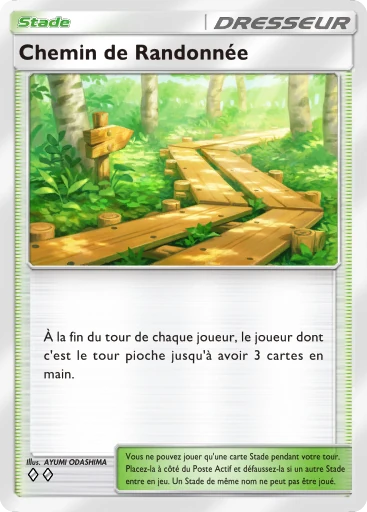 Stade
DRESSEUR
Chemin de Randonnée
À la fin du tour de chaque joueur, le joueur dont
c'est le tour pioche jusqu'à avoir 3 cartes en
main.
Illus. AYUMI ODASHIMA
Vous ne pouvez jouer qu'une carte Stade pendant votre tour.
Placez-la à côté du Poste Actif et défaussez-la si un autre Stade
entre en jeu. Un Stade de même nom ne peut pas être joué.